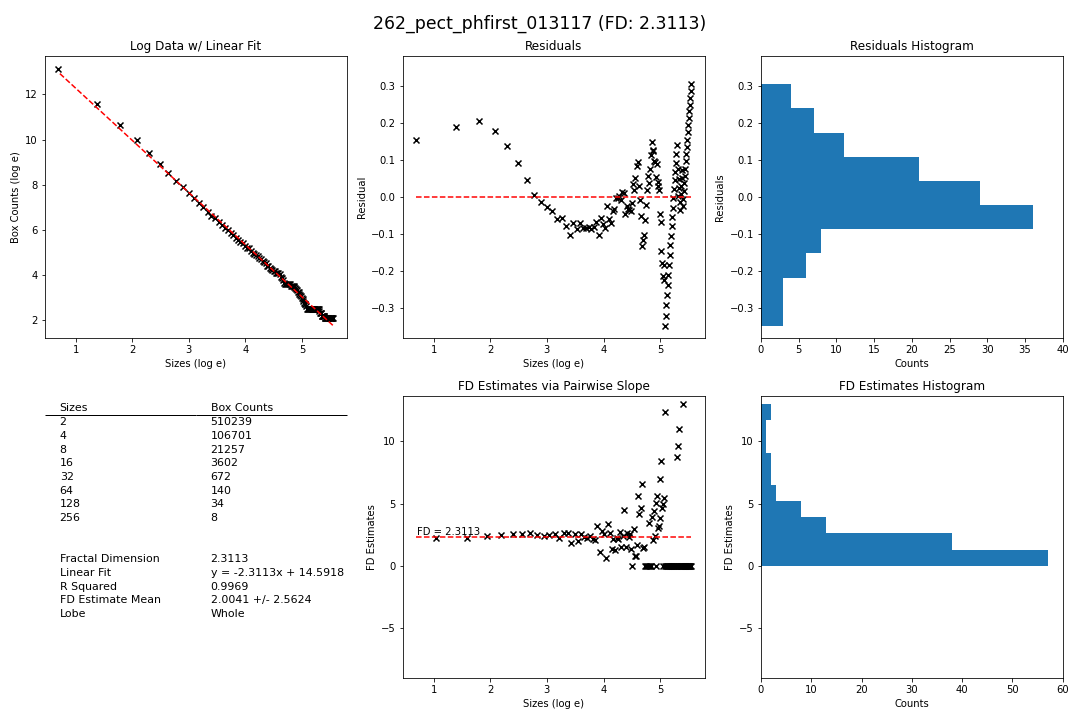 262_pect_phfirst_013117 (FD: 2.3113)
Log Data w/ Linear Fit
Box Counts (log e)
12
10
8
6
4
2
1 2 3 4 5
Sizes (log e)
Residuals
Residual
0.3
0.2
0.1
0.0
−0.1
−0.2
−0.3
1 2 3 4 5
Sizes (log e)
Residuals Histogram
Residuals
0.3
0.2
0.1
0.0
−0.1
−0.2
−0.3
0 5 10 15 20 25 30 35 40
Counts
Sizes Box Counts
2 510239
4 106701
8 21257
16 3602
32 672
64 140
128 34
256 8
Fractal Dimension 2.3113
Linear Fit y = -2.3113x + 14.5918
R Squared 0.9969
FD Estimate Mean 2.0041 +/- 2.5624
Lobe Whole
FD Estimates via Pairwise Slope
FD Estimates
10
5
0
−5
FD = 2.3113
1 2 3 4 5
Sizes (log e)
FD Estimates Histogram
FD Estimates
10
5
0
−5
0 10 20 30 40 50 60
Counts